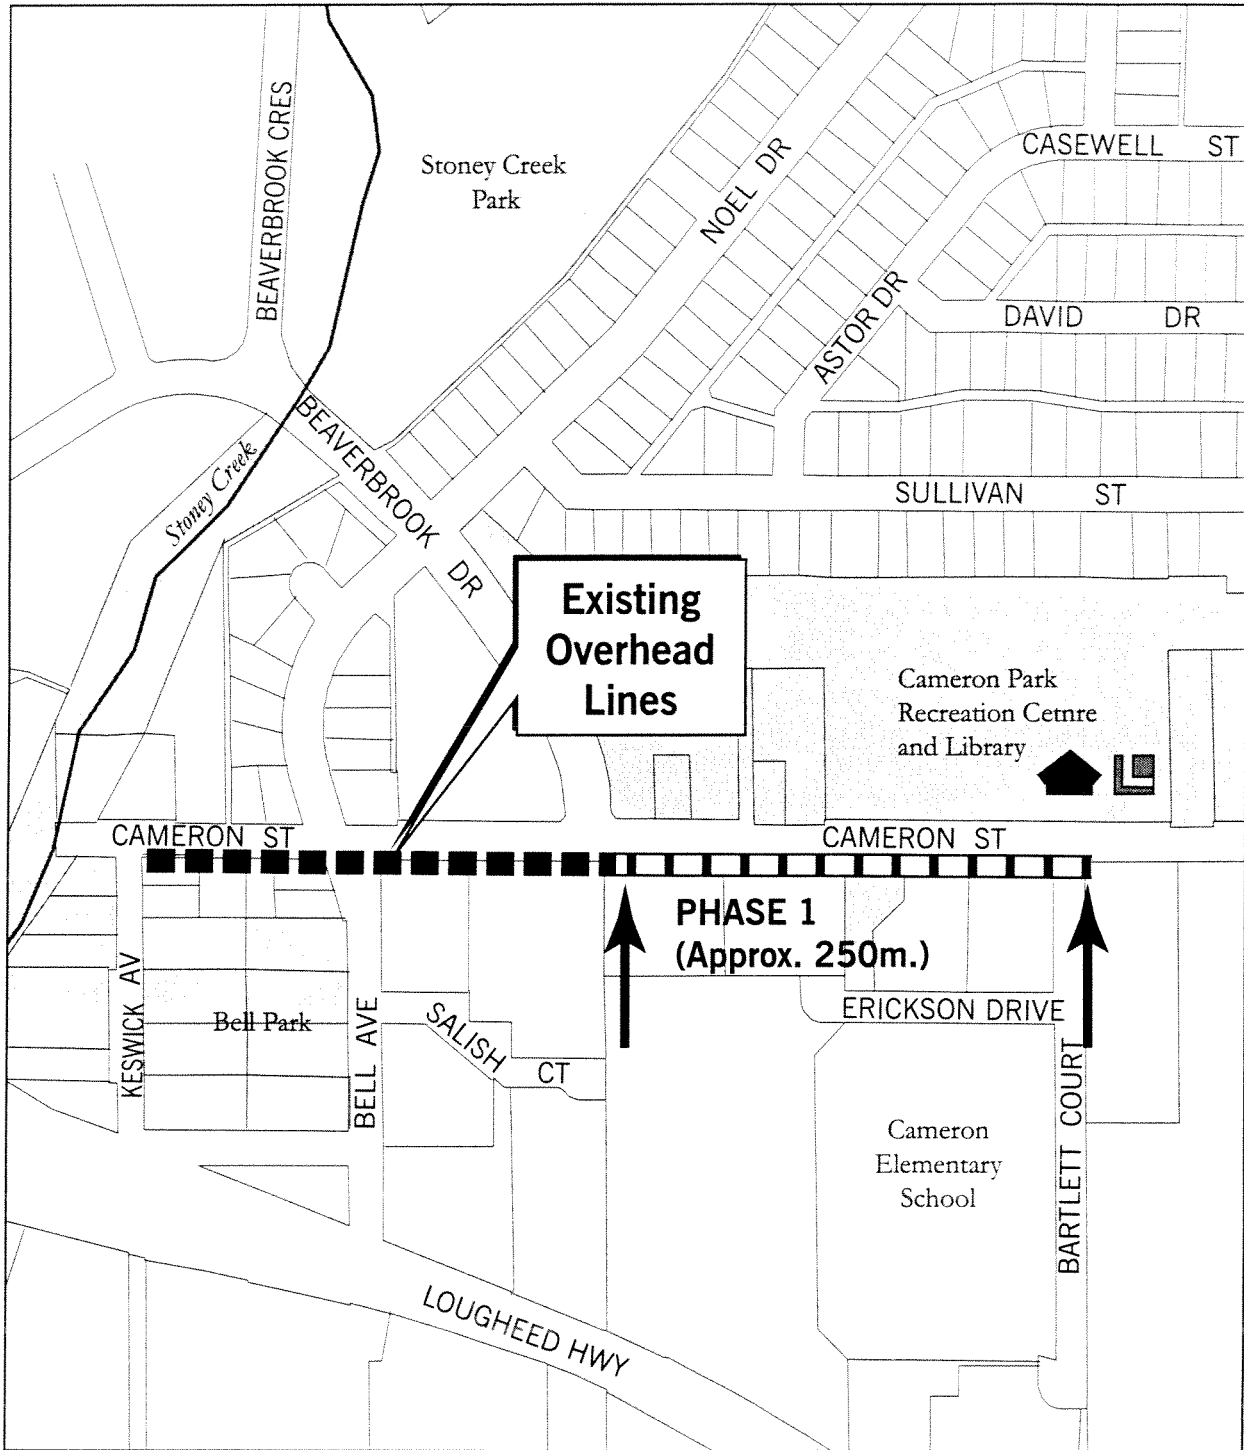 BEAVERBROOK CRES
Stoney Creek
Park
NOEL DR
CASEWELL ST
DAVID DR
ASTOR DR
BEAVERBROOK DR
Stoney Creek
SULLIVAN ST
Existing
Overhead
Lines
Cameron Park
Recreation Cetnre
and Library
CAMERON ST
CAMERON ST
PHASE 1
(Approx. 250m.)
KESWICK AV
Bell Park
BELL AVE
SALISH CT
ERICKSON DRIVE
BARTLETT COURT
Cameron
Elementary
School
LOUGHEED HWY